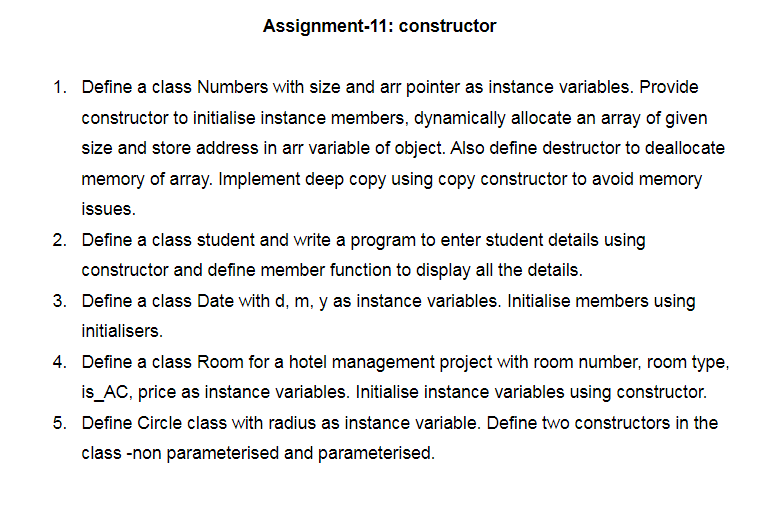 Assignment-11: constructor
1. Define a class Numbers with size and arr pointer as instance variables. Provide
constructor to initialise instance members, dynamically allocate an array of given
size and store address in arr variable of object. Also define destructor to deallocate
memory of array. Implement deep copy using copy constructor to avoid memory
issues.
2. Define a class student and write a program to enter student details using
constructor and define member function to display all the details.
3. Define a class Date with d, m, y as instance variables. Initialise members using
initialisers.
4. Define a class Room for a hotel management project with room number, room type,
is_AC, price as instance variables. Initialise instance variables using constructor.
5. Define Circle class with radius as instance variable. Define two constructors in the
class -non parameterised and parameterised.